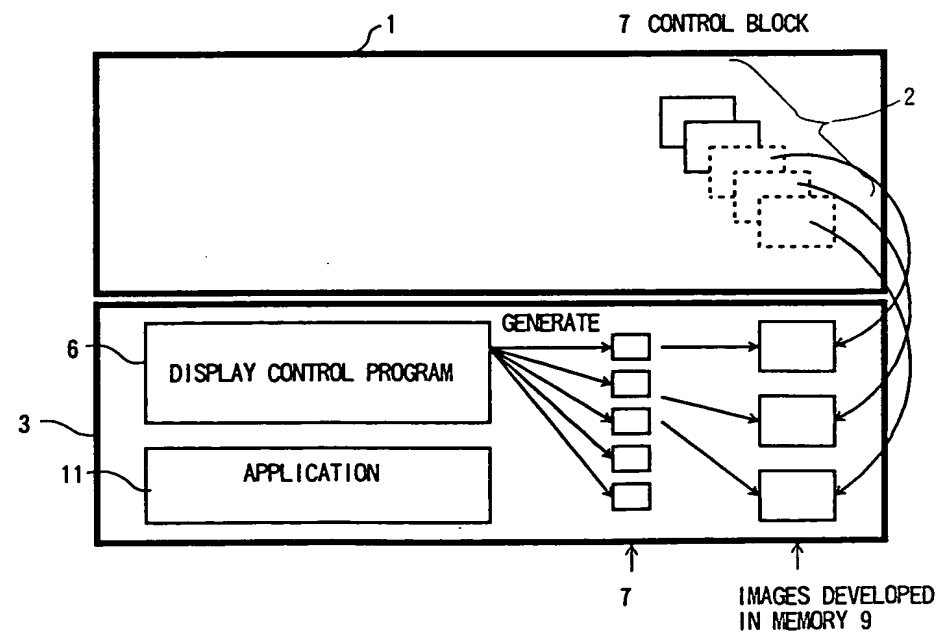 1
7 CONTROL BLOCK
2
GENERATE
6
DISPLAY CONTROL PROGRAM
3
11
APPLICATION
7
IMAGES DEVELOPED
IN MEMORY 9